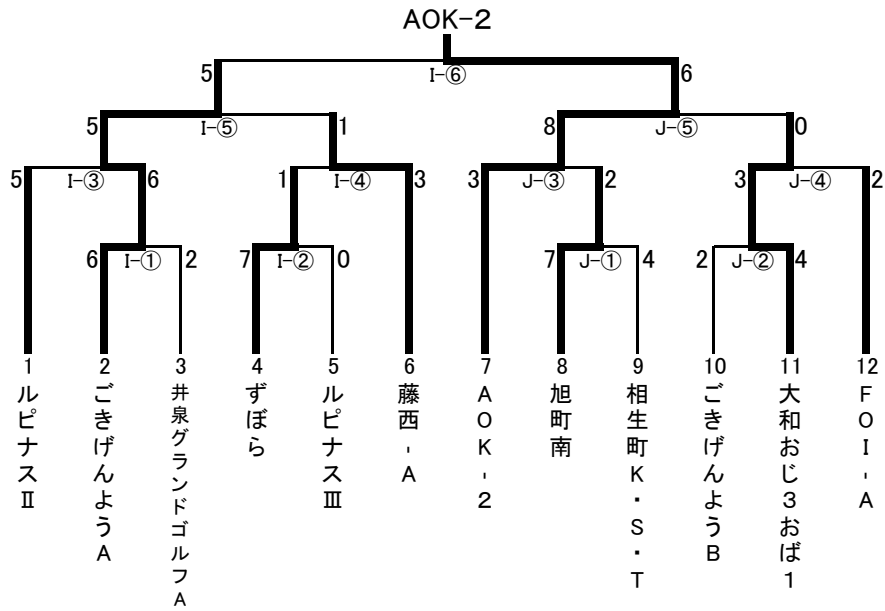 AOK-2
5 I-⑥ 6
5 I-⑤ 1 8 J-⑤ 0
5 I-③ 6 1 I-④ 3 3 J-③ 2 3 J-④ 2
6 I-① 2 7 I-② 0 7 J-① 4 2 J-② 4
1 2 3 4 5 6 7 8 9 10 11 12
ルピナスⅡ
ごきげんようA
井泉グランドゴルフA
ずぼら
ルピナスⅢ
藤西-A
AOK-2
旭町南
相生町K・S・T
ごきげんようB
大和おじ3おば1
FOI-A